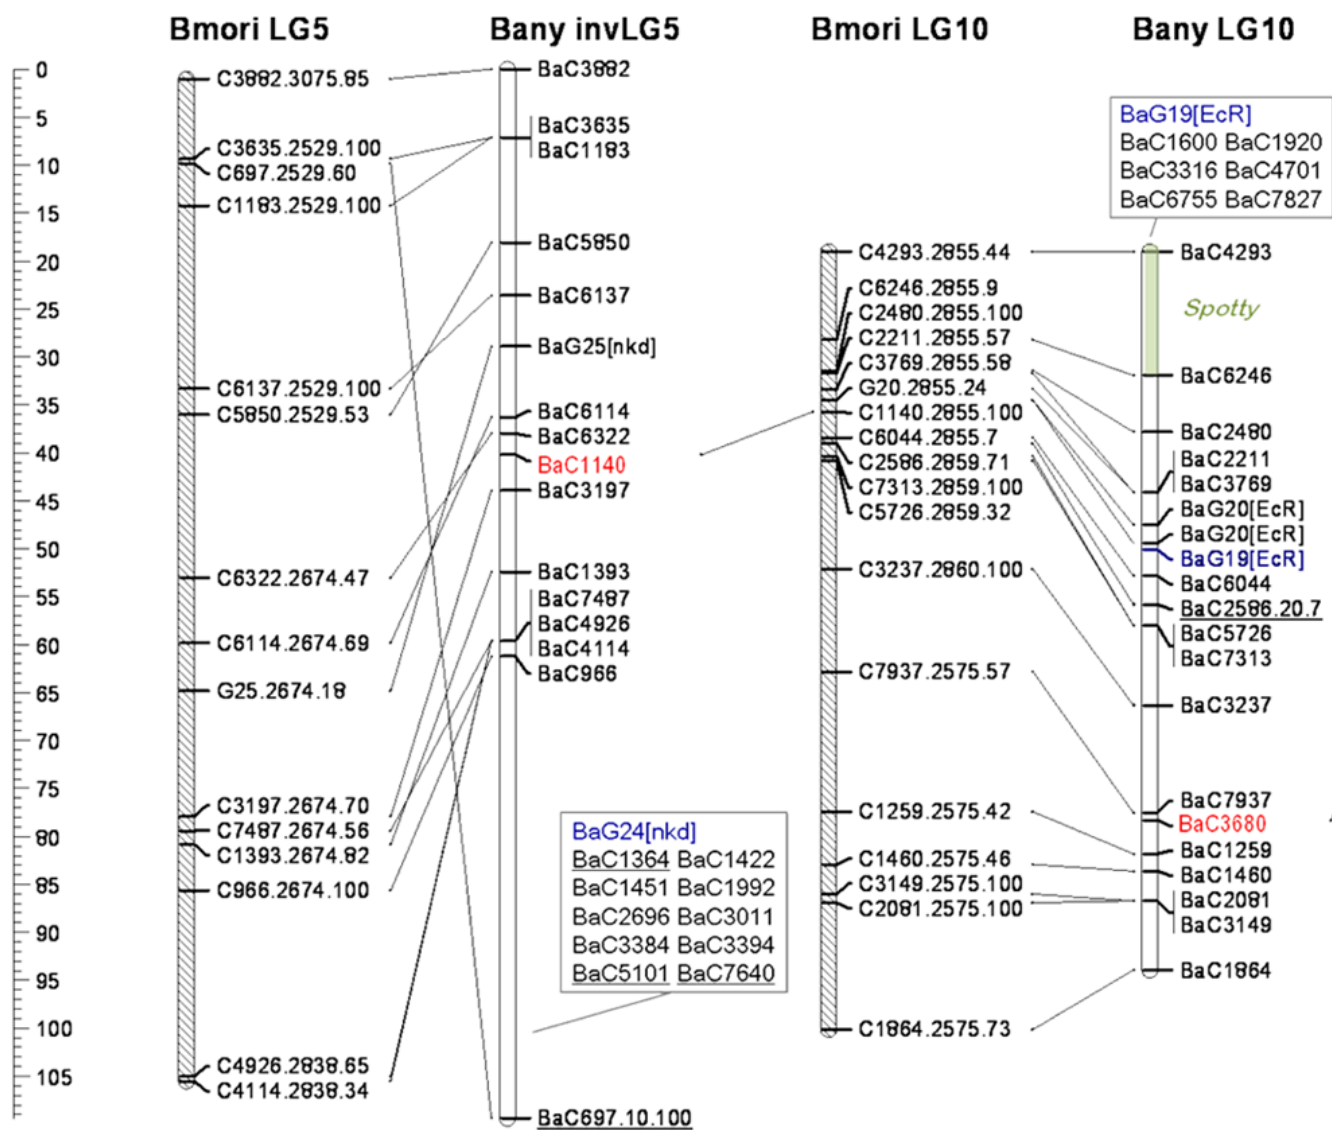 Bmori LG5
Bany invLG5
Bmori LG10
Bany LG10
0
5
10
15
20
25
30
35
40
45
50
55
60
65
70
75
80
85
90
95
100
105
C3882.3075.85
C3635.2529.100
C697.2529.60
C1183.2529.100
C6137.2529.100
C5850.2529.53
C6322.2674.47
C6114.2674.69
G25.2674.18
C3197.2674.70
C7487.2674.56
C1393.2674.82
C966.2674.100
C4926.2838.65
C4114.2838.34
BaC3882
BaC3635
BaC1183
BaC5850
BaC6137
BaG25[nkd]
BaC6114
BaC6322
BaC1140
BaC3197
BaC1393
BaC7487
BaC4926
BaC4114
BaC966
BaC697.10.100
BaG24[nkd]
BaC1364 BaC1422
BaC1451 BaC1992
BaC2696 BaC3011
BaC3384 BaC3394
BaC5101 BaC7640
C4293.2855.44
C6246.2855.9
C2480.2855.100
C2211.2855.57
C3769.2855.58
G20.2855.24
C1140.2855.100
C6044.2855.7
C2586.2859.71
C7313.2859.100
C5726.2859.32
C3237.2860.100
C7937.2575.57
C1259.2575.42
C1460.2575.46
C3149.2575.100
C2081.2575.100
C1864.2575.73
BaG19[EcR]
BaC1600 BaC1920
BaC3316 BaC4701
BaC6755 BaC7827
BaC4293
Spotty
BaC6246
BaC2480
BaC2211
BaC3769
BaG20[EcR]
BaG20[EcR]
BaG19[EcR]
BaC6044
BaC2586.20.7
BaC5726
BaC7313
BaC3237
BaC7937
BaC3680
BaC1259
BaC1460
BaC2081
BaC3149
BaC1864